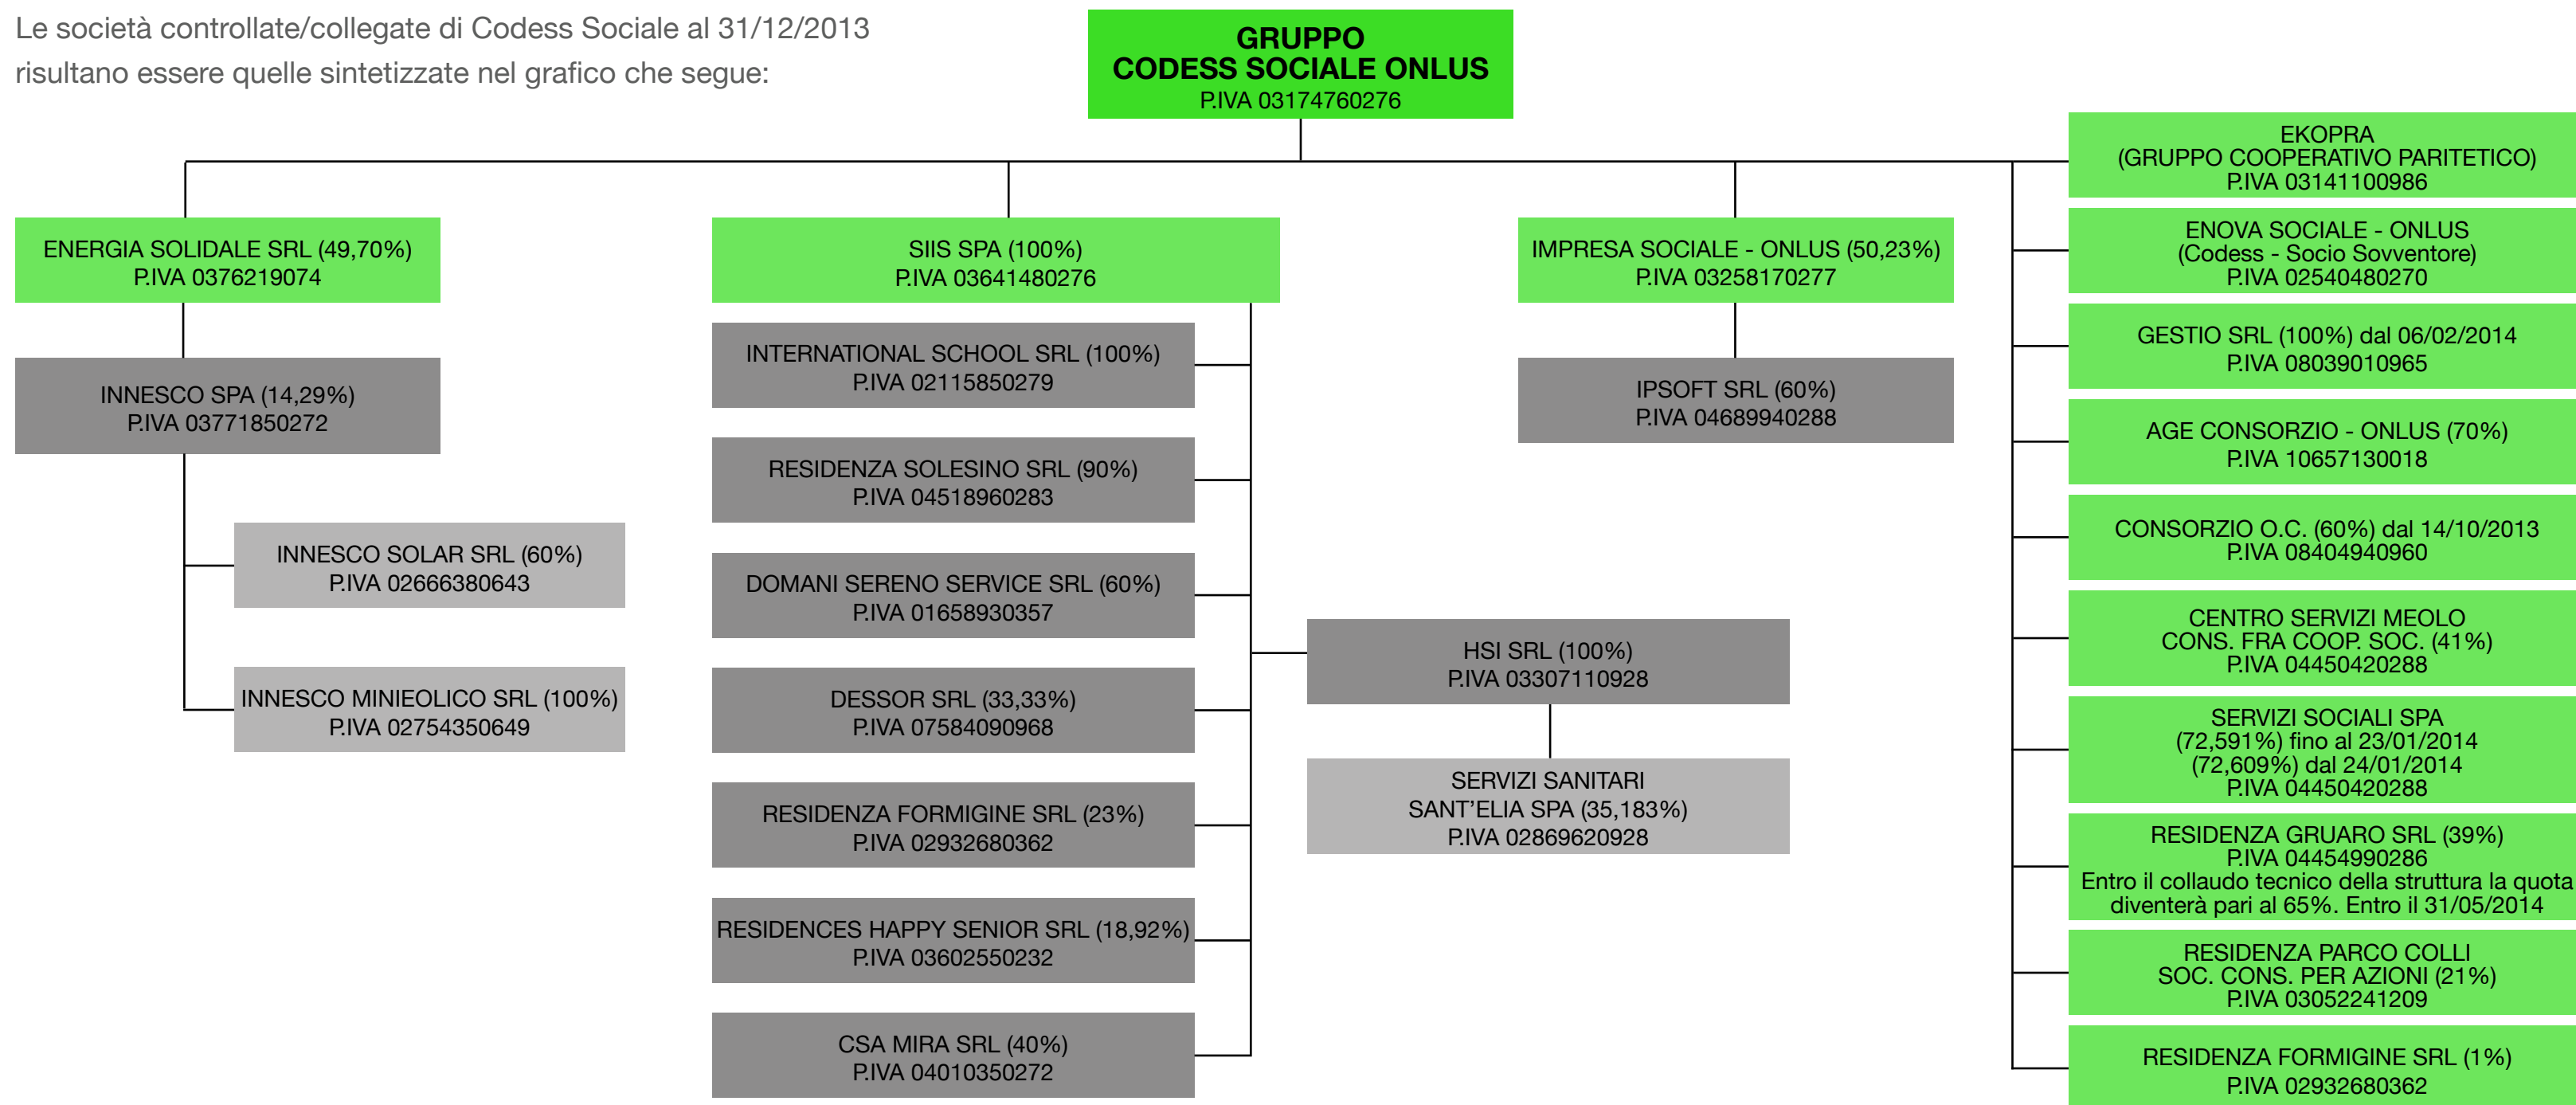 Le società controllate/collegate di Codess Sociale al 31/12/2013
risultano essere quelle sintetizzate nel grafico che segue:
GRUPPO
CODESS SOCIALE ONLUS
P.IVA 03174760276
ENERGIA SOLIDALE SRL (49,70%)
P.IVA 0376219074
INNESCO SPA (14,29%)
P.IVA 03771850272
INNESCO SOLAR SRL (60%)
P.IVA 02666380643
INNESCO MINIEOLICO SRL (100%)
P.IVA 02754350649
SIIS SPA (100%)
P.IVA 03641480276
INTERNATIONAL SCHOOL SRL (100%)
P.IVA 02115850279
RESIDENZA SOLESINO SRL (90%)
P.IVA 04518960283
DOMANI SERENO SERVICE SRL (60%)
P.IVA 01658930357
DESSOR SRL (33,33%)
P.IVA 07584090968
RESIDENZA FORMIGINE SRL (23%)
P.IVA 02932680362
RESIDENCES HAPPY SENIOR SRL (18,92%)
P.IVA 03602550232
CSA MIRA SRL (40%)
P.IVA 04010350272
HSI SRL (100%)
P.IVA 03307110928
SERVIZI SANITARI
SANT'ELIA SPA (35,183%)
P.IVA 02869620928
IMPRESA SOCIALE - ONLUS (50,23%)
P.IVA 03258170277
IPSOFT SRL (60%)
P.IVA 04689940288
EKOPRA
(GRUPPO COOPERATIVO PARITETICO)
P.IVA 03141100986
ENOVA SOCIALE - ONLUS
(Codess - Socio Sovventore)
P.IVA 02540480270
GESTIO SRL (100%) dal 06/02/2014
P.IVA 08039010965
AGE CONSORZIO - ONLUS (70%)
P.IVA 10657130018
CONSORZIO O.C. (60%) dal 14/10/2013
P.IVA 08404940960
CENTRO SERVIZI MEOLO
CONS. FRA COOP. SOC. (41%)
P.IVA 04450420288
SERVIZI SOCIALI SPA
(72,591%) fino al 23/01/2014
(72,609%) dal 24/01/2014
P.IVA 04450420288
RESIDENZA GRUARO SRL (39%)
P.IVA 04454990286
Entro il collaudo tecnico della struttura la quota
diventerà pari al 65%. Entro il 31/05/2014
RESIDENZA PARCO COLLI
SOC. CONS. PER AZIONI (21%)
P.IVA 03052241209
RESIDENZA FORMIGINE SRL (1%)
P.IVA 02932680362